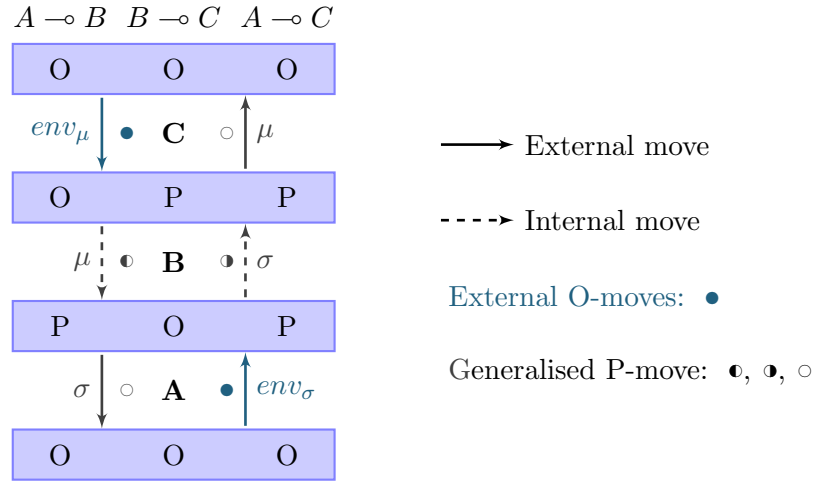 A ⊸ B B ⊸ C A ⊸ C
O O O
env_μ ● C ○ μ
O P P
μ ◐ B ◑ σ
P O P
σ ○ A ● env_σ
O O O
External move
Internal move
External O-moves: ●
Generalised P-move: ◐, ◑, ○